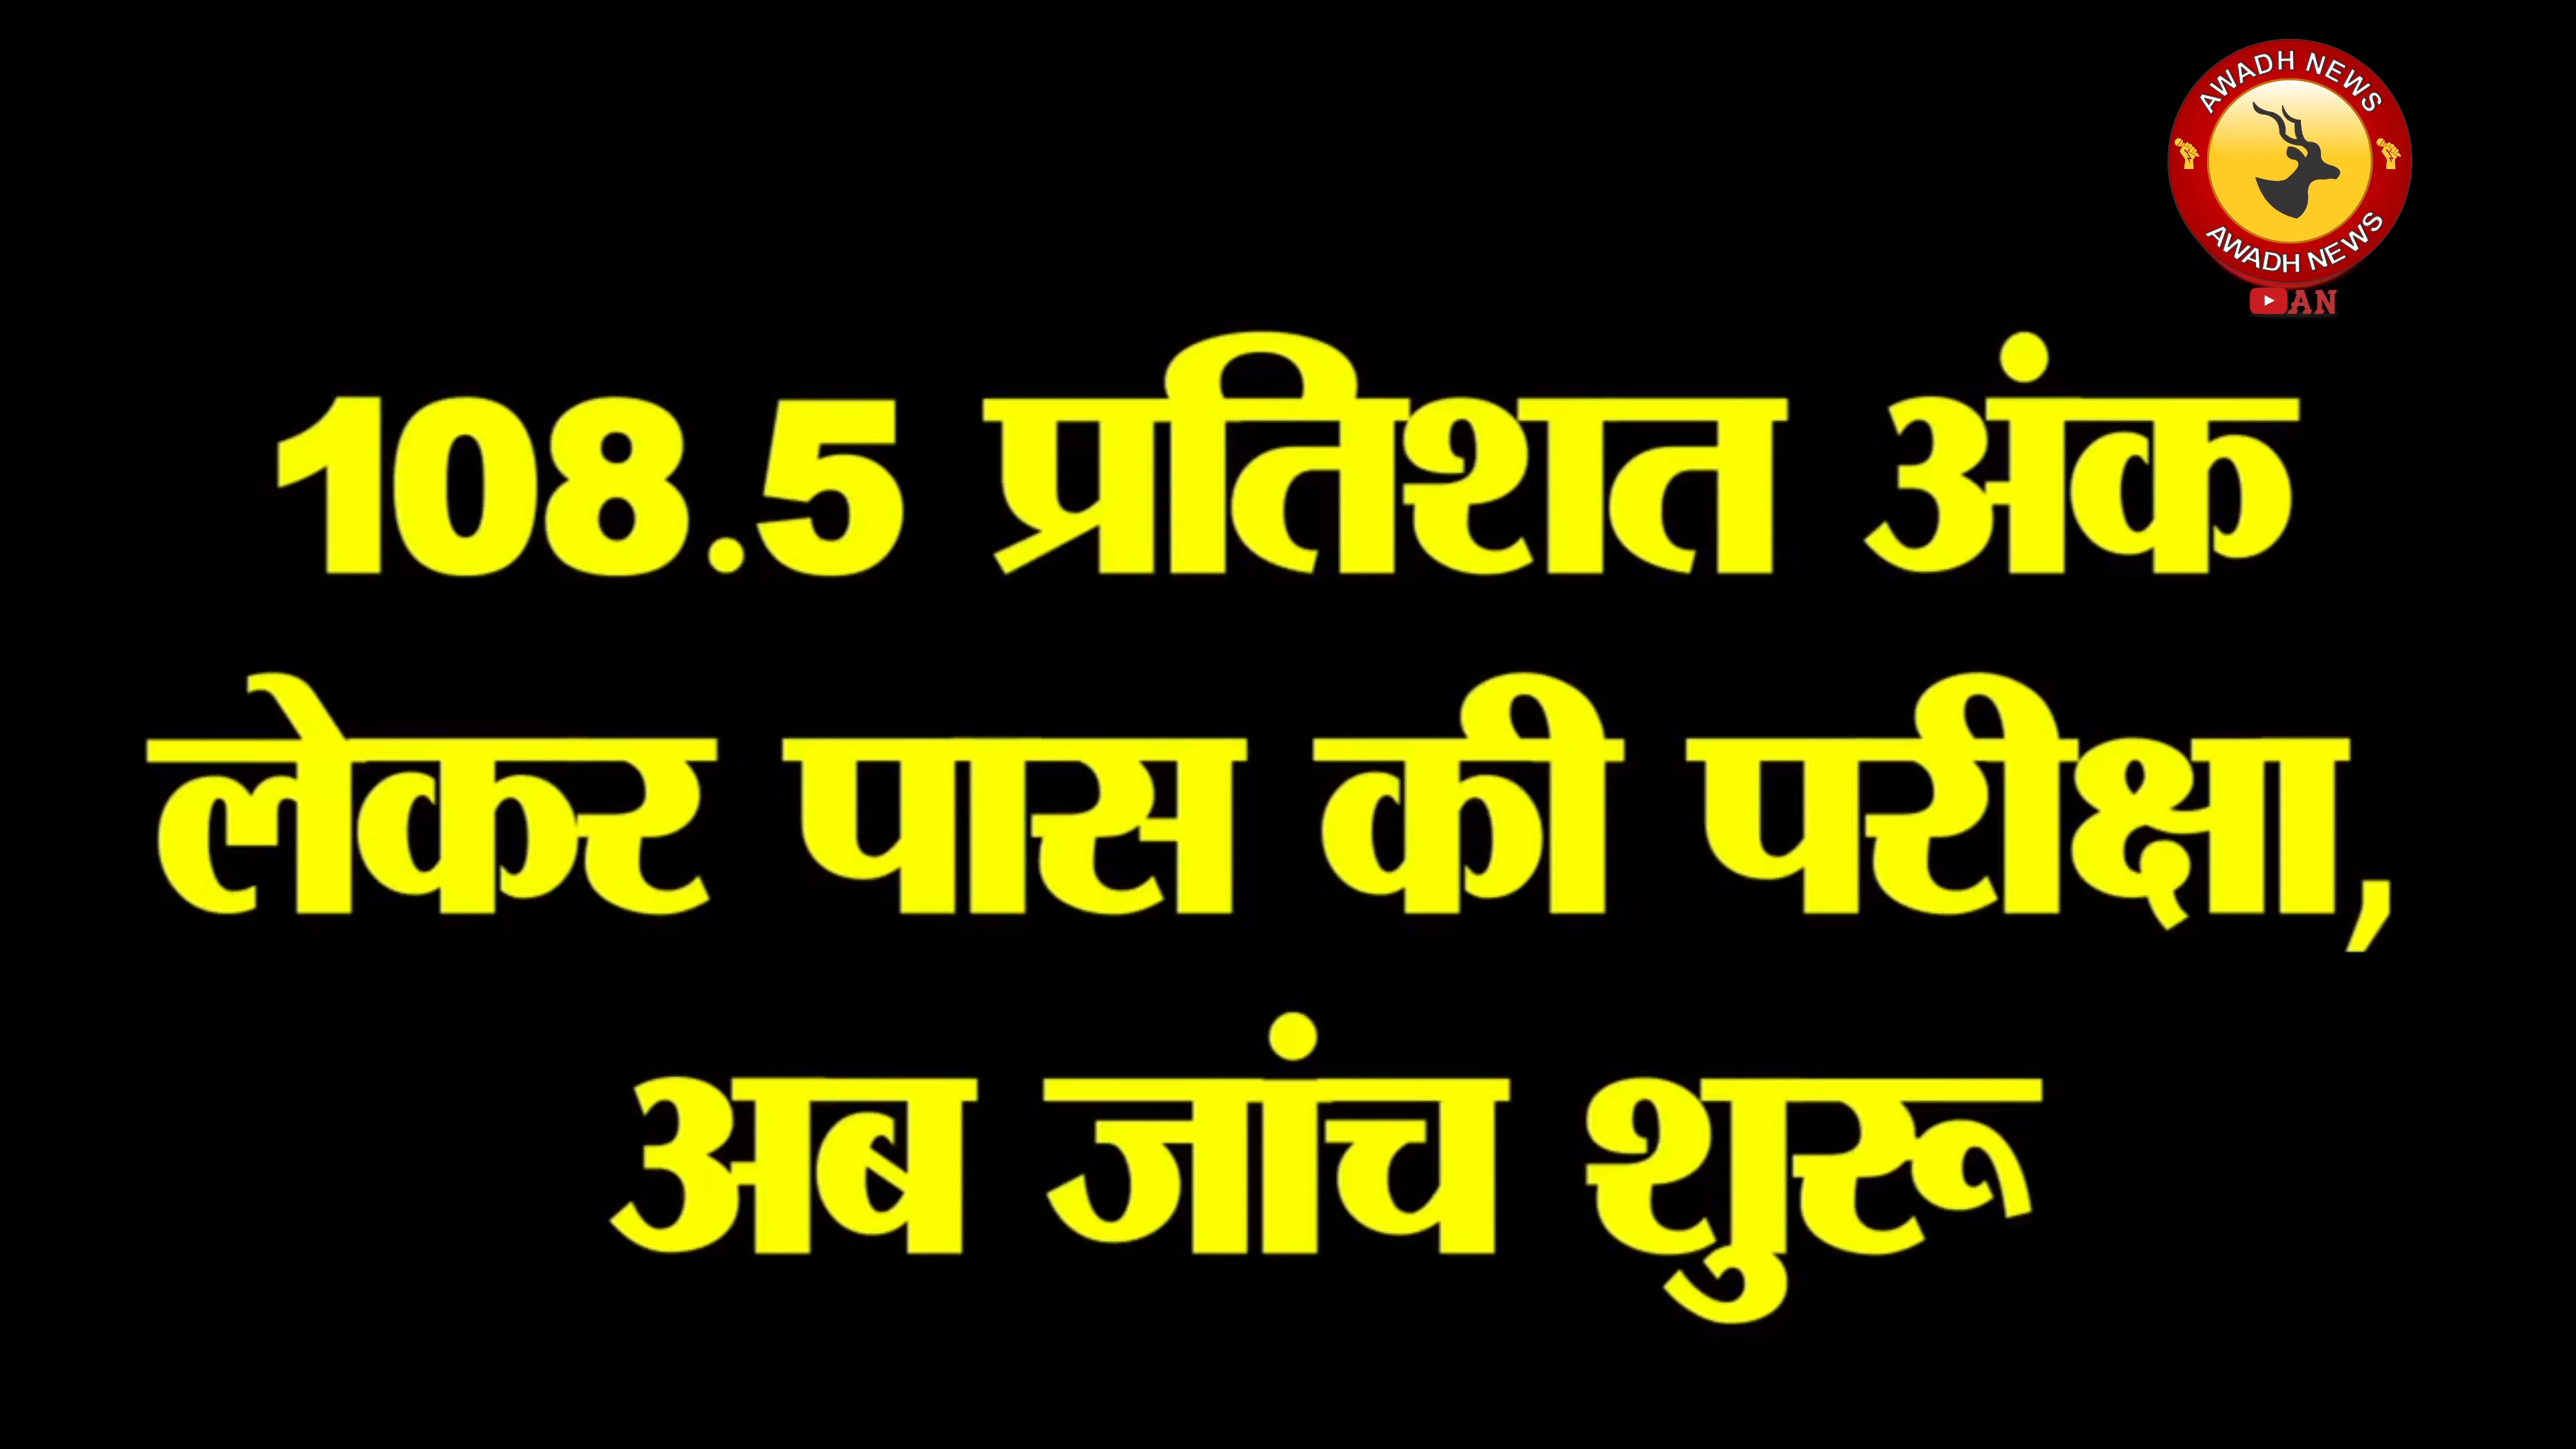 AWADH NEWS
AWADH NEWS
AN
108.5 प्रतिशत अंक
लेकर पास की परीक्षा,
अब जांच शुरू